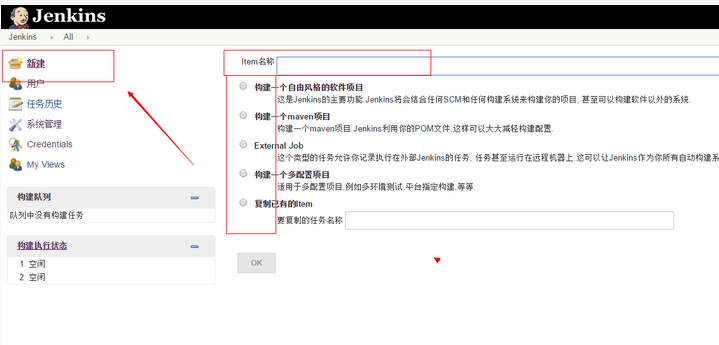 Jenkins
Jenkins › All ›
新建
用户
任务历史
系统管理
Credentials
My Views
构建队列
队列中没有构建任务
构建执行状态
1 空闲
2 空闲
Item名称
构建一个自由风格的软件项目
这是Jenkins的主要功能.Jenkins将会结合任何SCM和任何构建系统来构建你的项目, 甚至可以构建软件以外的系统.
构建一个maven项目
构建一个maven项目.Jenkins利用你的POM文件,这样可以大大减轻构建配置.
External Job
这个类型的任务允许你记录执行在外部Jenkins的任务, 任务甚至运行在远程机器上.这可以让Jenkins作为你所有自动构建系
构建一个多配置项目
适用于多配置项目,例如多环境测试,平台指定构建,等等.
复制已有的Item
要复制的任务名称
OK